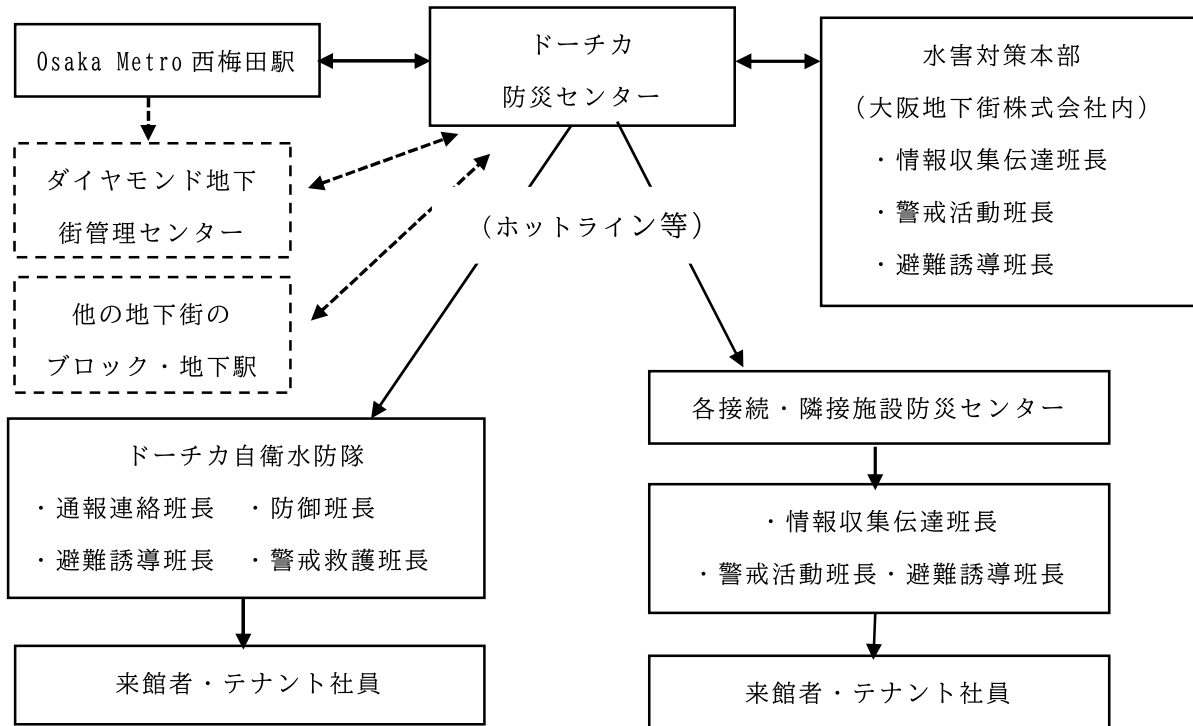 Osaka Metro 西梅田駅
ドーチカ
防災センター
水害対策本部
（大阪地下街株式会社内）
・情報収集伝達班長
・警戒活動班長
・避難誘導班長
ダイヤモンド地下
街管理センター
（ホットライン等）
他の地下街の
ブロック・地下駅
各接続・隣接施設防災センター
ドーチカ自衛水防隊
・通報連絡班長　・防御班長
・避難誘導班長　・警戒救護班長
・情報収集伝達班長
・警戒活動班長・避難誘導班長
来館者・テナント社員
来館者・テナント社員